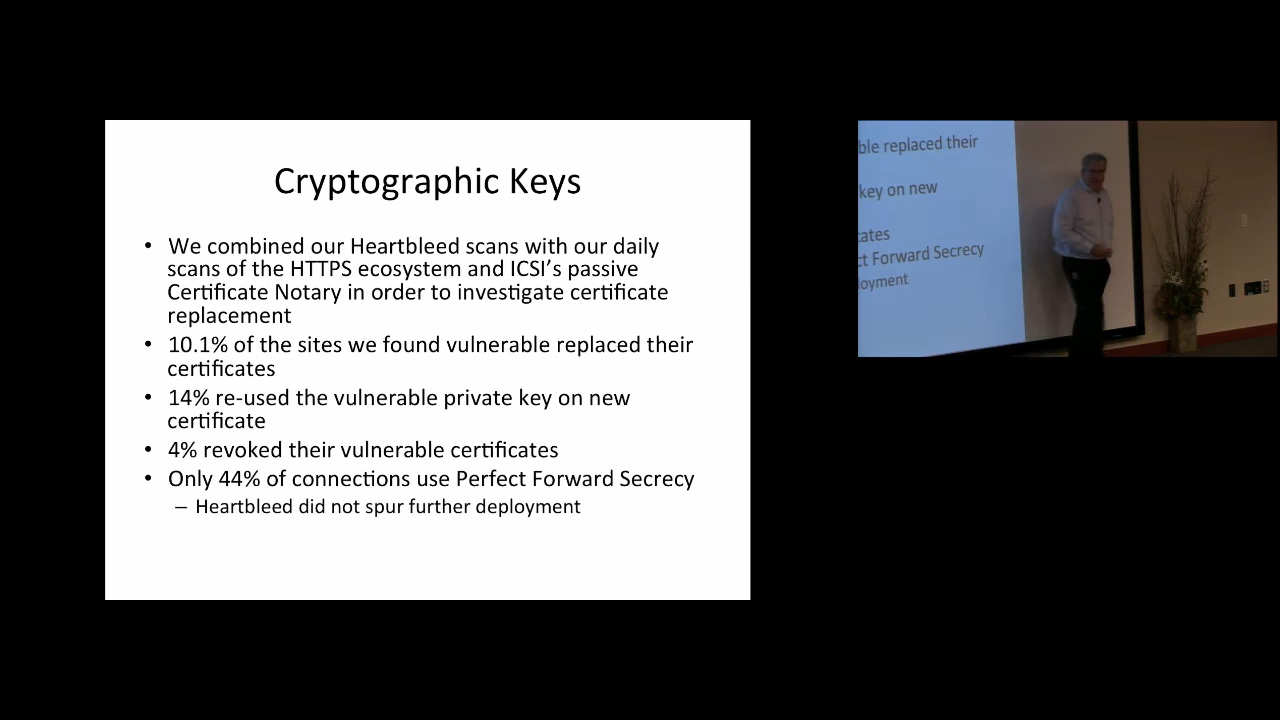 Cryptographic Keys
• We combined our Heartbleed scans with our daily
scans of the HTTPS ecosystem and ICSI's passive
Certificate Notary in order to investigate certificate
replacement
• 10.1% of the sites we found vulnerable replaced their
certificates
• 14% re-used the vulnerable private key on new
certificate
• 4% revoked their vulnerable certificates
• Only 44% of connections use Perfect Forward Secrecy
– Heartbleed did not spur further deployment
ble replaced their
key on new
cates
ct Forward Secrecy
loyment